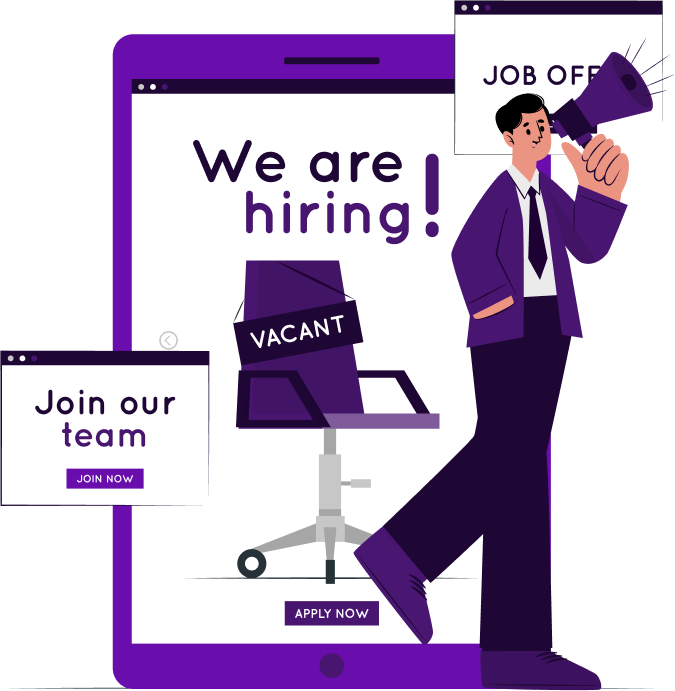 JOB OFF
We are
hiring!
VACANT
Join our
team
JOIN NOW
APPLY NOW